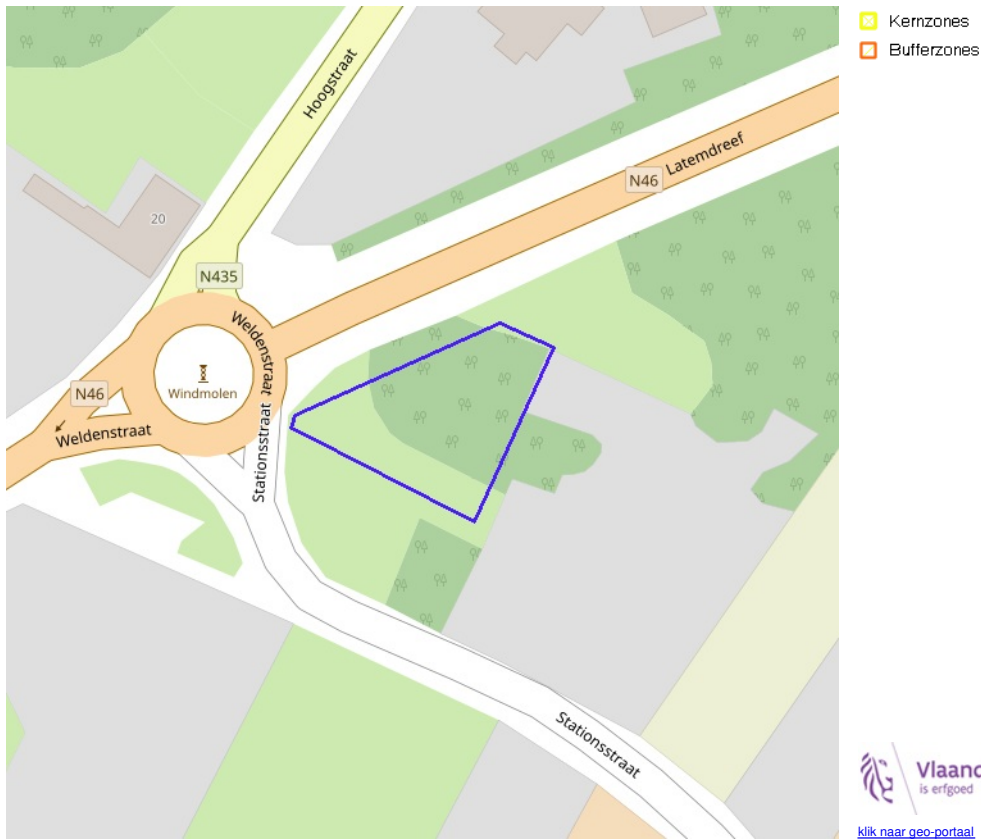 Kernzones
Bufferzones
Hoogstraat
Latemdreef
N46
20
N435
Weldenstraat
Windmolen
N46
Weldenstraat
Stationsstraat
Stationsstraat
Vlaand
is erfgoed
klik naar geo-portaal